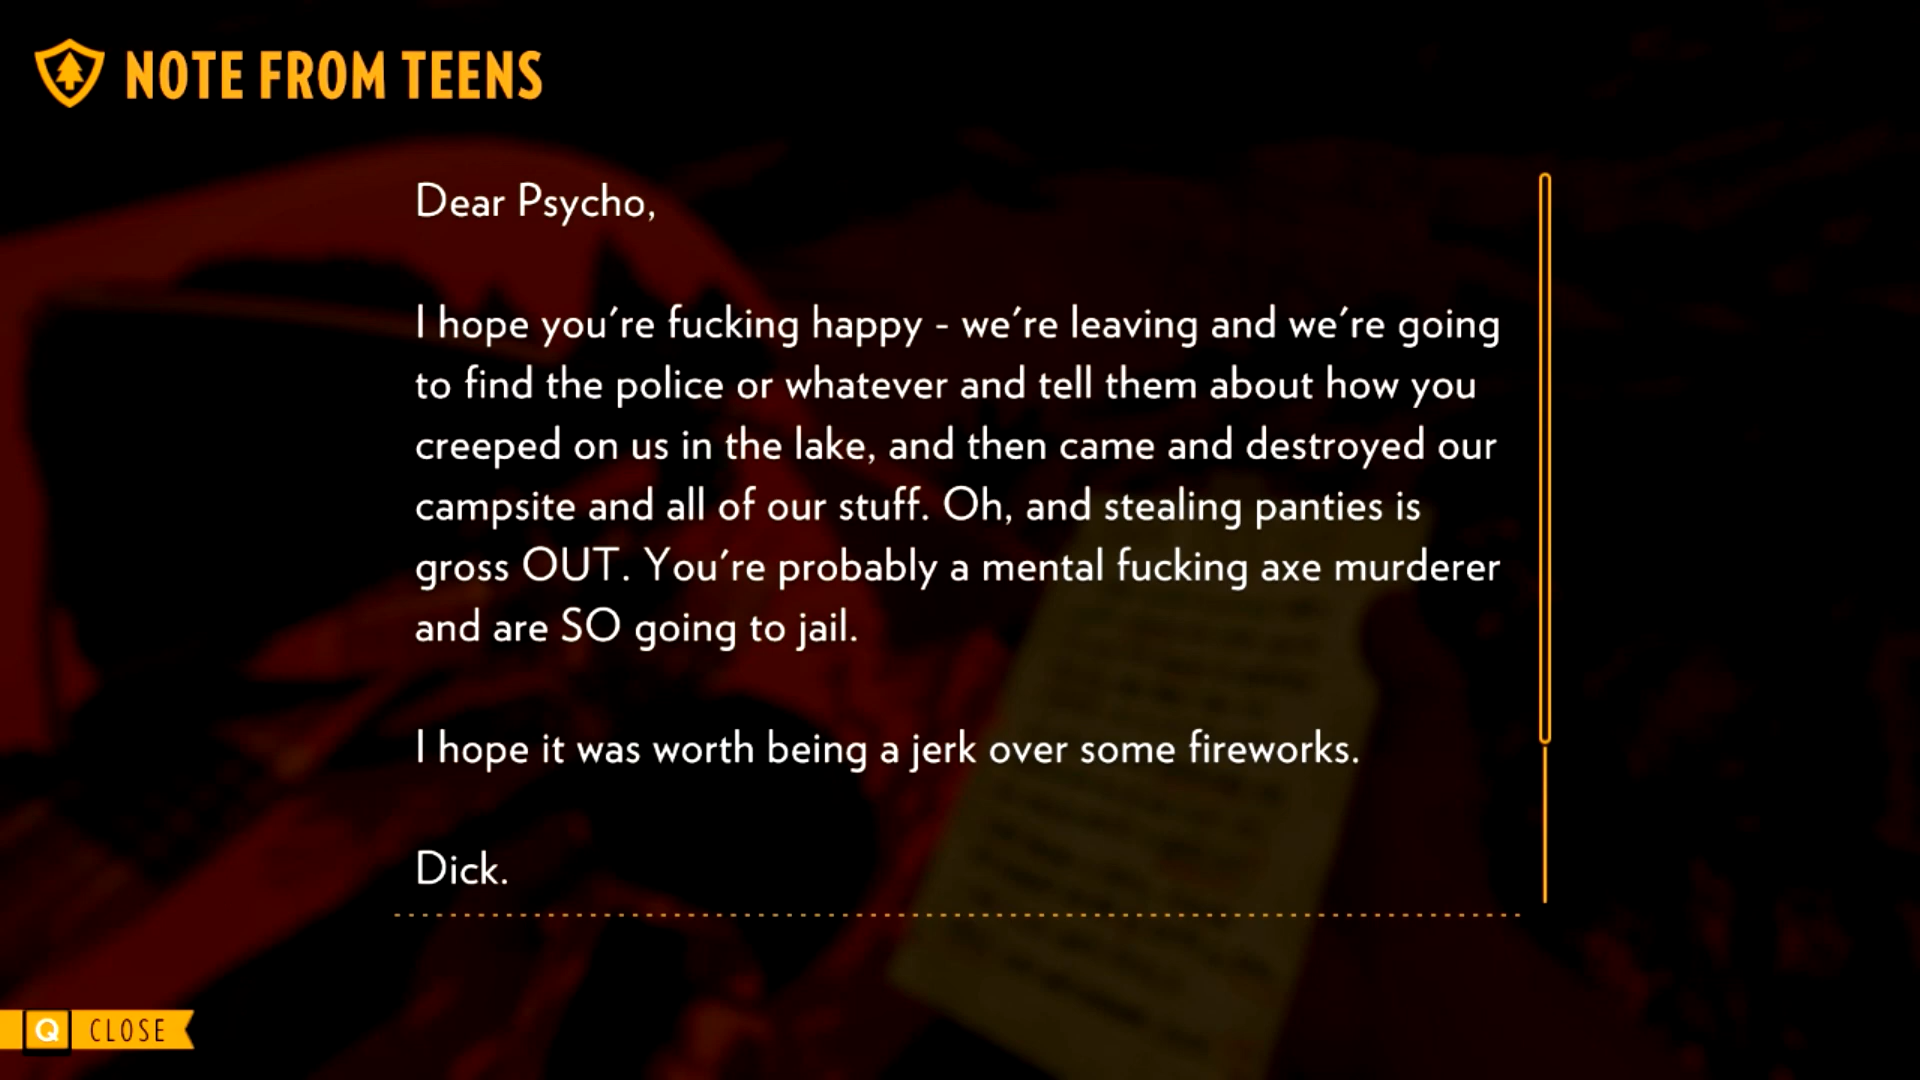 NOTE FROM TEENS
Dear Psycho,
I hope you're fucking happy - we're leaving and we're going
to find the police or whatever and tell them about how you
creeped on us in the lake, and then came and destroyed our
campsite and all of our stuff. Oh, and stealing panties is
gross OUT. You're probably a mental fucking axe murderer
and are SO going to jail.
I hope it was worth being a jerk over some fireworks.
Dick.
Q CLOSE